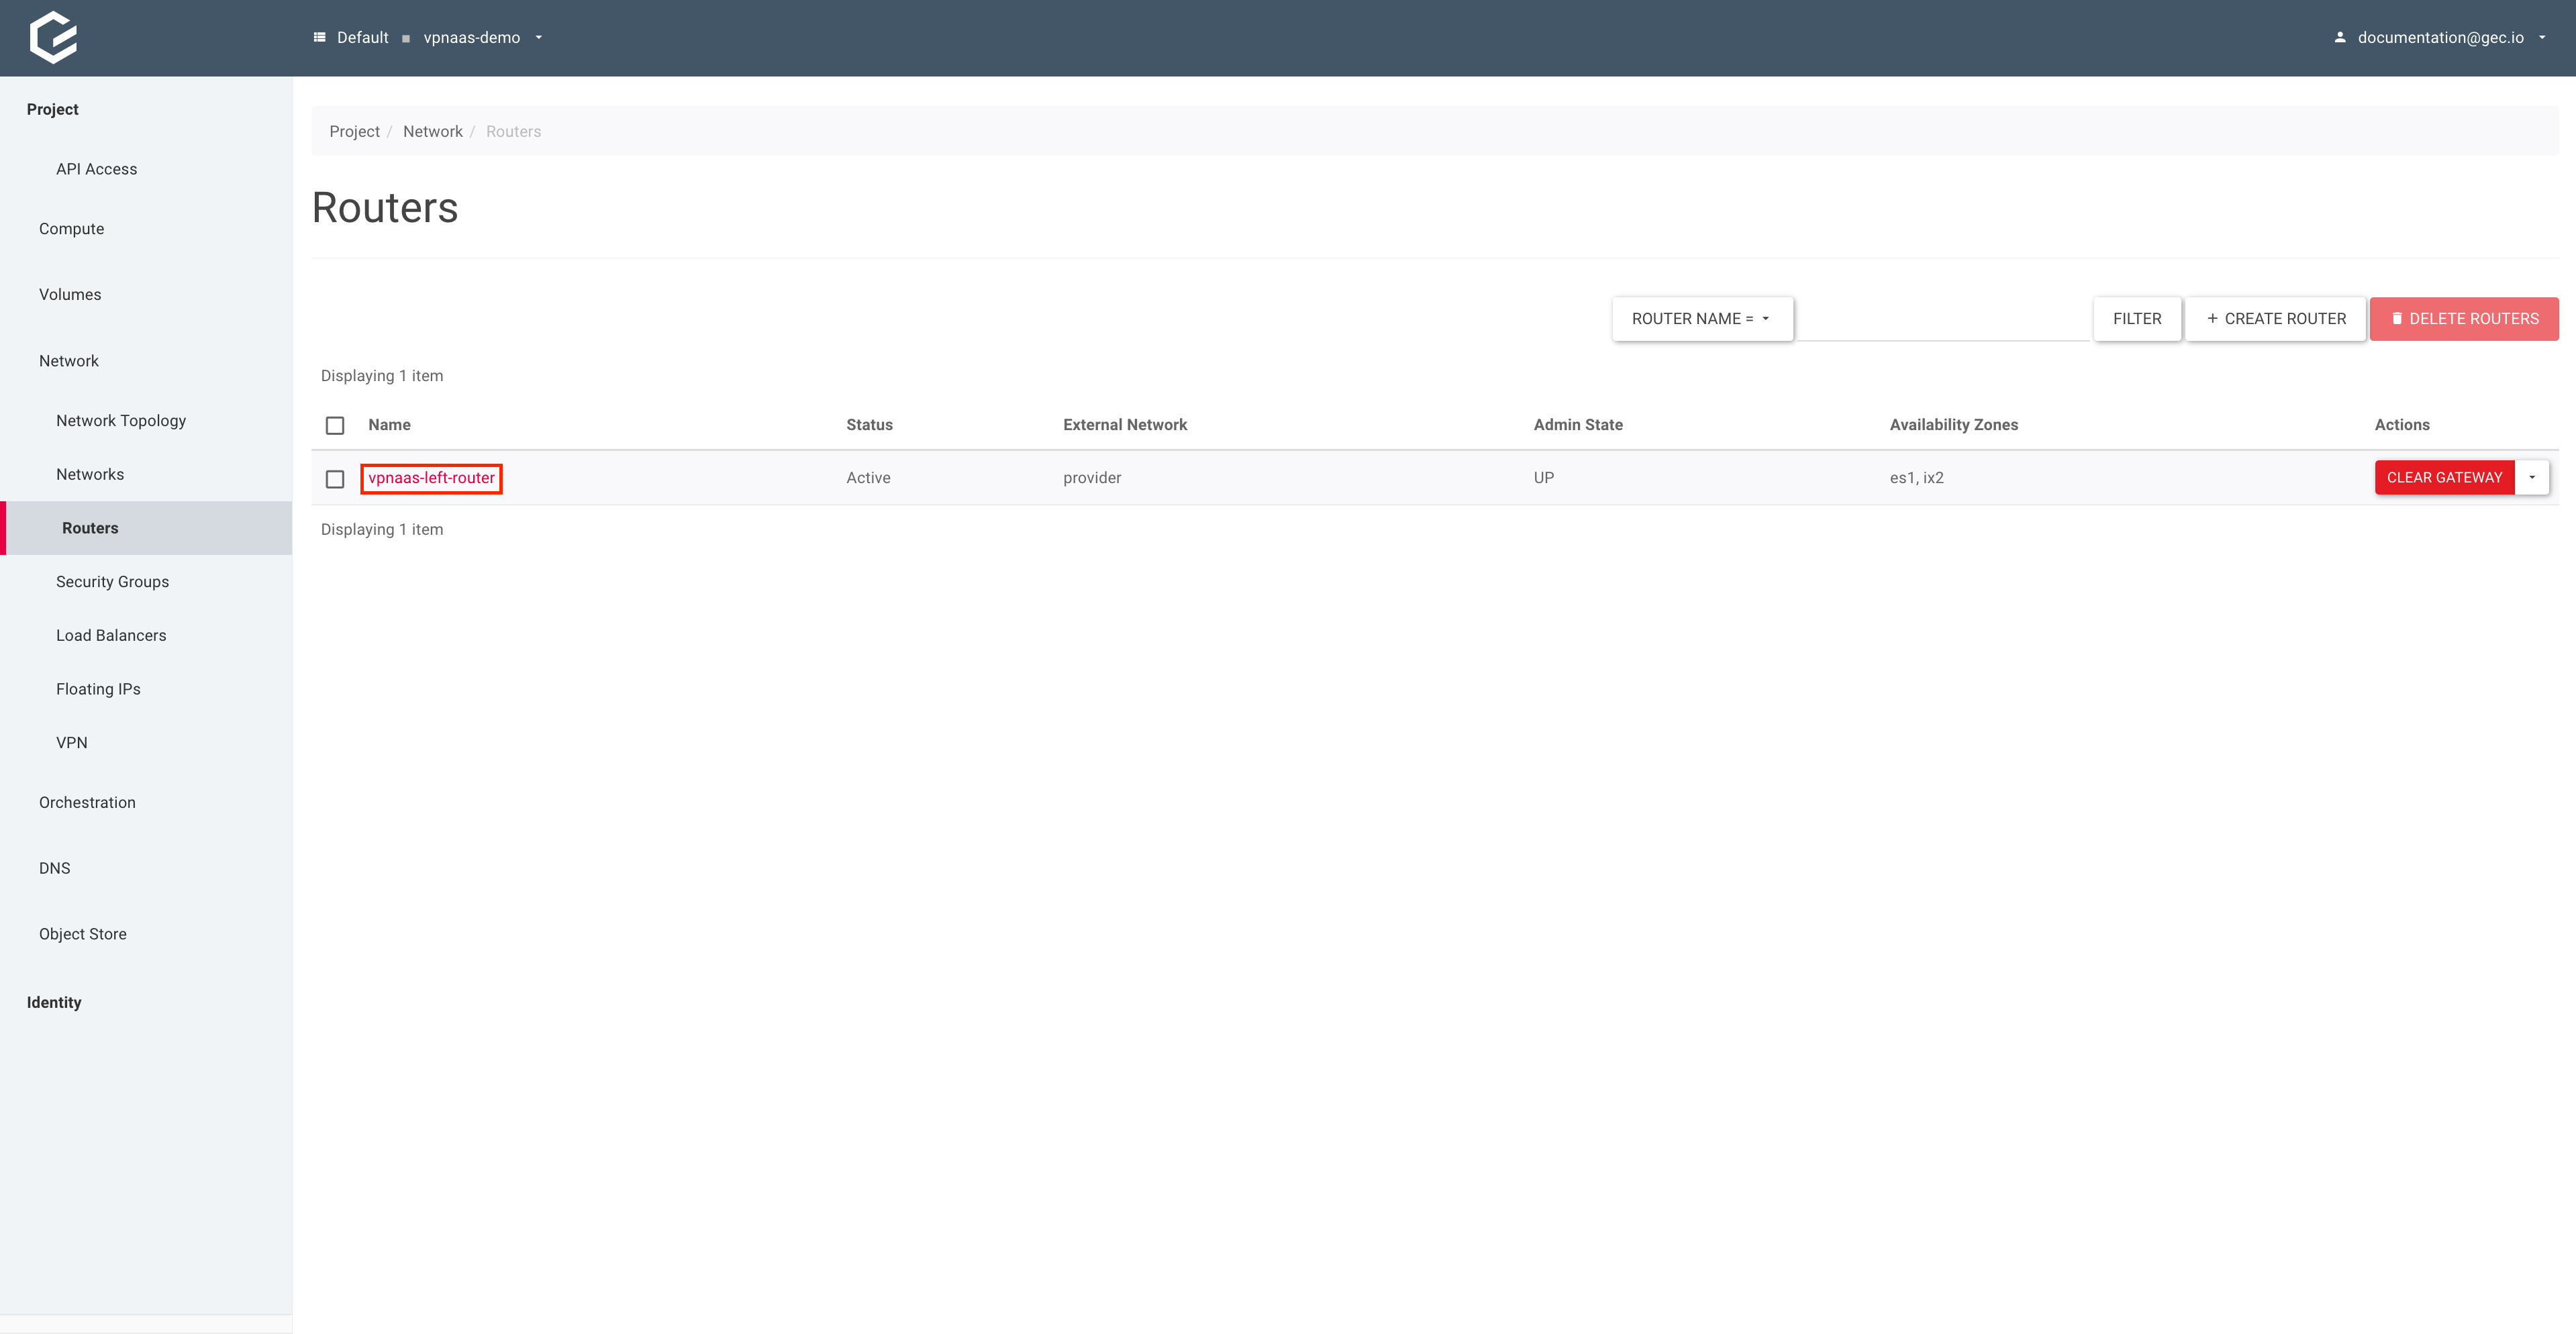 Default vpnaas-demo
documentation@gec.io
Project
API Access
Compute
Volumes
Network
Network Topology
Networks
Routers
Security Groups
Load Balancers
Floating IPs
VPN
Orchestration
DNS
Object Store
Identity
Project / Network / Routers
Routers
ROUTER NAME = FILTER + CREATE ROUTER DELETE ROUTERS
Displaying 1 item
Name Status External Network Admin State Availability Zones Actions
vpnaas-left-router Active provider UP es1, ix2 CLEAR GATEWAY
Displaying 1 item